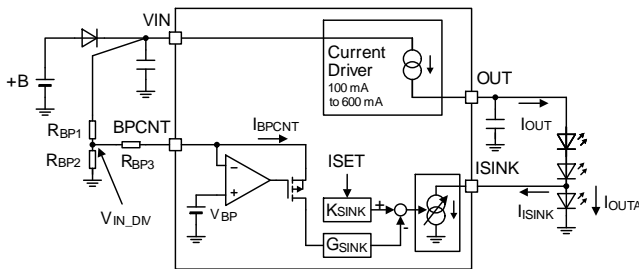 VIN
Current
Driver
100 mA
to 600 mA
+B
OUT
RBP1
BPCNT
IBPCNT
IOUT
RBP2
RBP3
ISET
ISINK
VBP
KSINK
+
-
IISINK
IOUTA
VIN_DIV
GSINK